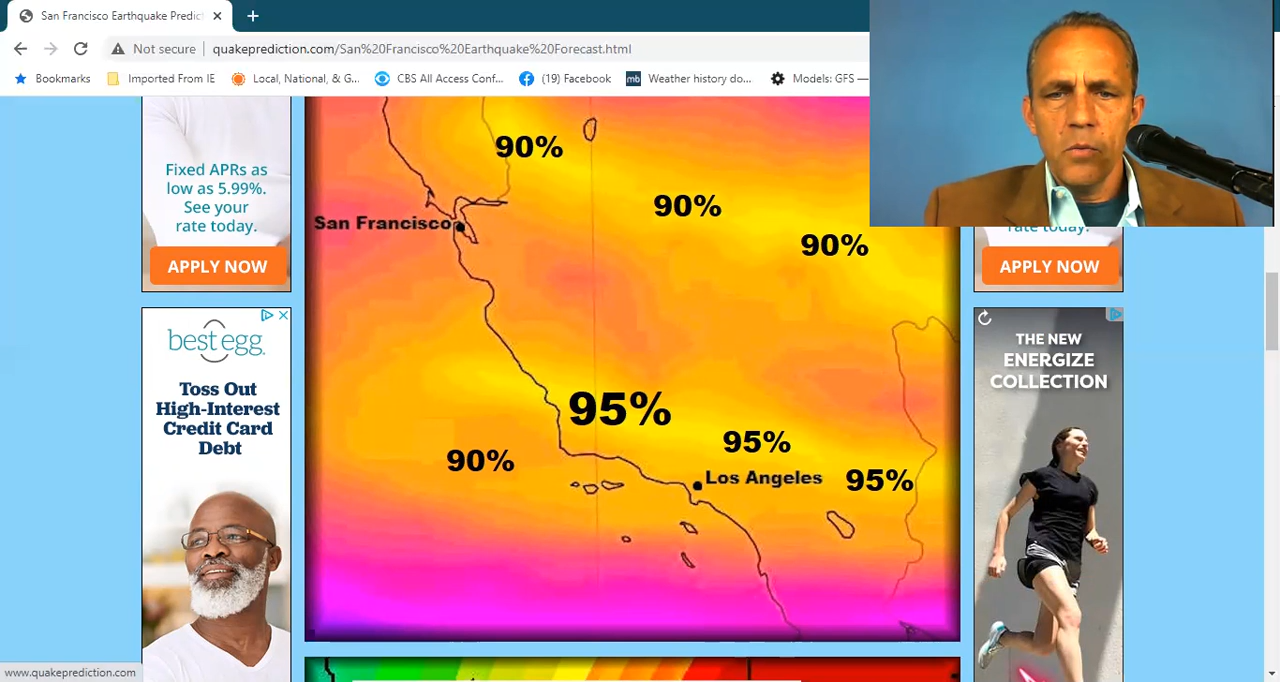 San Francisco Earthquake Predict
Not secure
quakeprediction.com/San%20Francisco%20Earthquake%20Forecast.html
Bookmarks
Imported From IE
Local, National, & G...
CBS All Access Conf...
(19) Facebook
mb
Weather history do...
Models: GFS —
Fixed APRs as
low as 5.99%.
See your
rate today.
APPLY NOW
best egg
Toss Out
High-Interest
Credit Card
Debt
90%
90%
90%
San Francisco
95%
95%
90%
Los Angeles
95%
rate today.
APPLY NOW
THE NEW
ENERGIZE
COLLECTION
www.quakeprediction.com